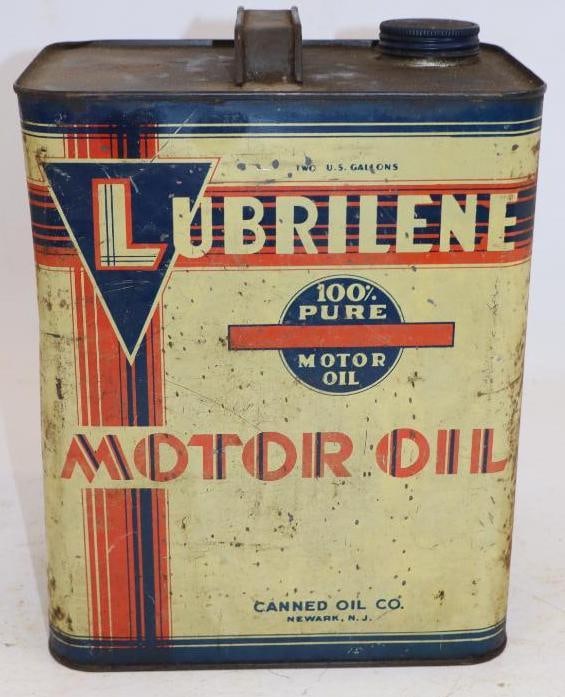 TWO U.S. GALLONS
LUBRILENE
100% PURE
MOTOR OIL
MOTOR OIL
CANNED OIL CO.
NEWARK, N.J.